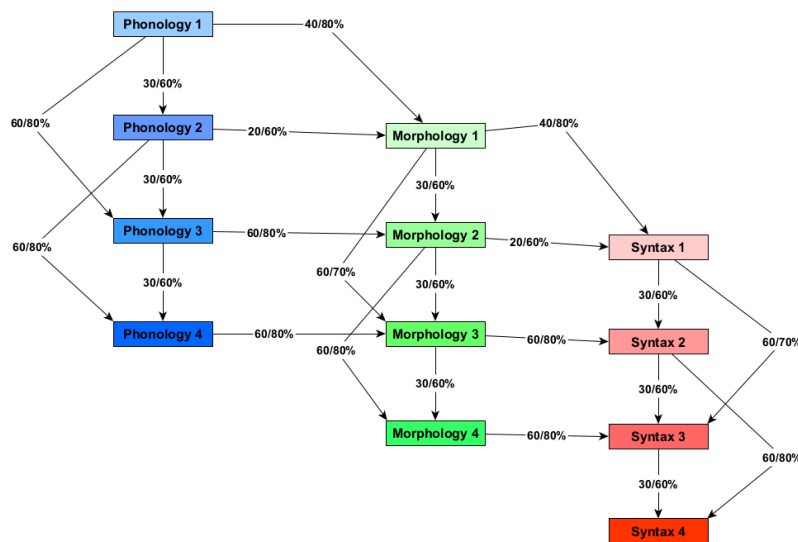 Phonology 1
40/80%
30/60%
60/80%
Phonology 2
20/60%
Morphology 1
40/80%
30/60%
30/60%
Phonology 3
60/80%
Morphology 2
20/60%
Syntax 1
60/80%
60/70%
30/60%
30/60%
30/60%
Phonology 4
60/80%
Morphology 3
60/80%
Syntax 2
60/70%
60/80%
30/60%
30/60%
Morphology 4
60/80%
Syntax 3
60/80%
30/60%
Syntax 4